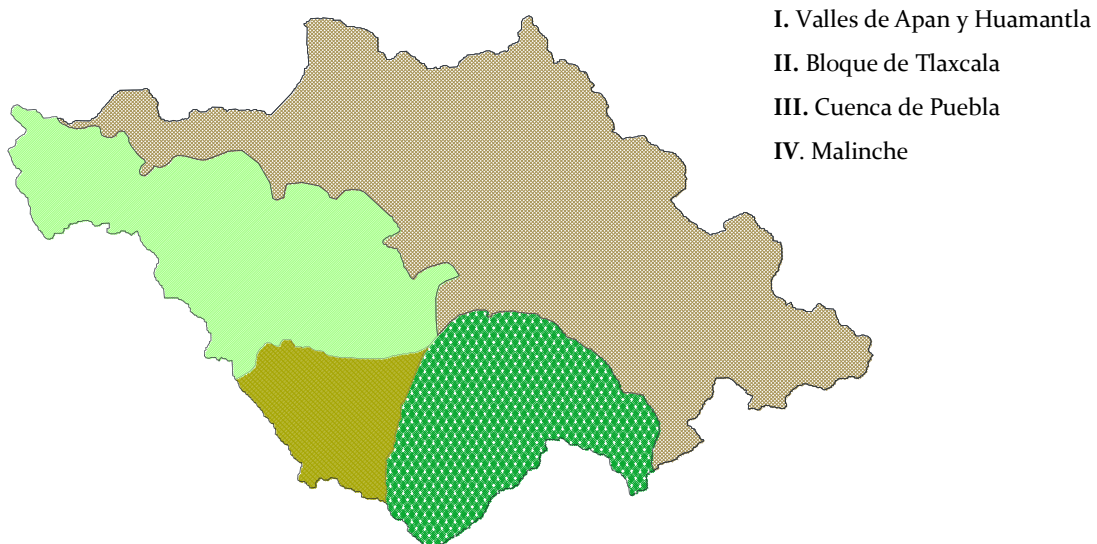 I. Valles de Apan y Huamantla
II. Bloque de Tlaxcala
III. Cuenca de Puebla
IV. Malinche